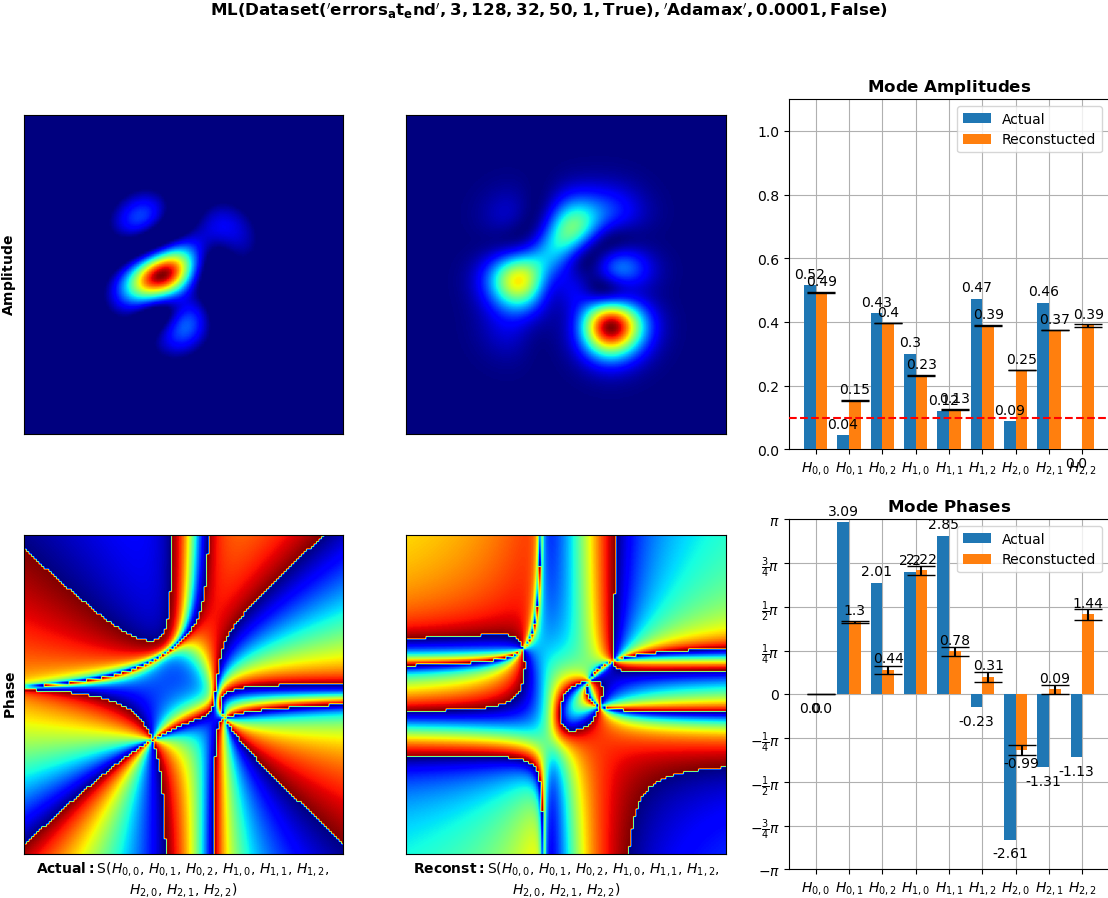 ML(Dataset('errors_at_end', 3, 128, 32, 50, 1, True), 'Adamax', 0.0001, False)
Amplitude
Mode Amplitudes
Actual
Reconstucted
1.0
0.8
0.6
0.4
0.2
0.0
0.52
0.49
0.04
0.15
0.43
0.4
0.3
0.23
0.12
0.13
0.47
0.39
0.09
0.25
0.46
0.37
0.0
0.39
H0,0 H0,1 H0,2 H1,0 H1,1 H1,2 H2,0 H2,1 H2,2
Phase
Mode Phases
Actual
Reconstucted
π
3/4π
1/2π
1/4π
0
−1/4π
−1/2π
−3/4π
−π
0.0
0.0
3.09
1.3
2.01
0.44
2.2
2.22
2.85
0.78
-0.23
0.31
-2.61
-0.99
-1.31
0.09
-1.13
1.44
H0,0 H0,1 H0,2 H1,0 H1,1 H1,2 H2,0 H2,1 H2,2
Actual: S(H0,0, H0,1, H0,2, H1,0, H1,1, H1,2,
H2,0, H2,1, H2,2)
Reconst: S(H0,0, H0,1, H0,2, H1,0, H1,1, H1,2,
H2,0, H2,1, H2,2)